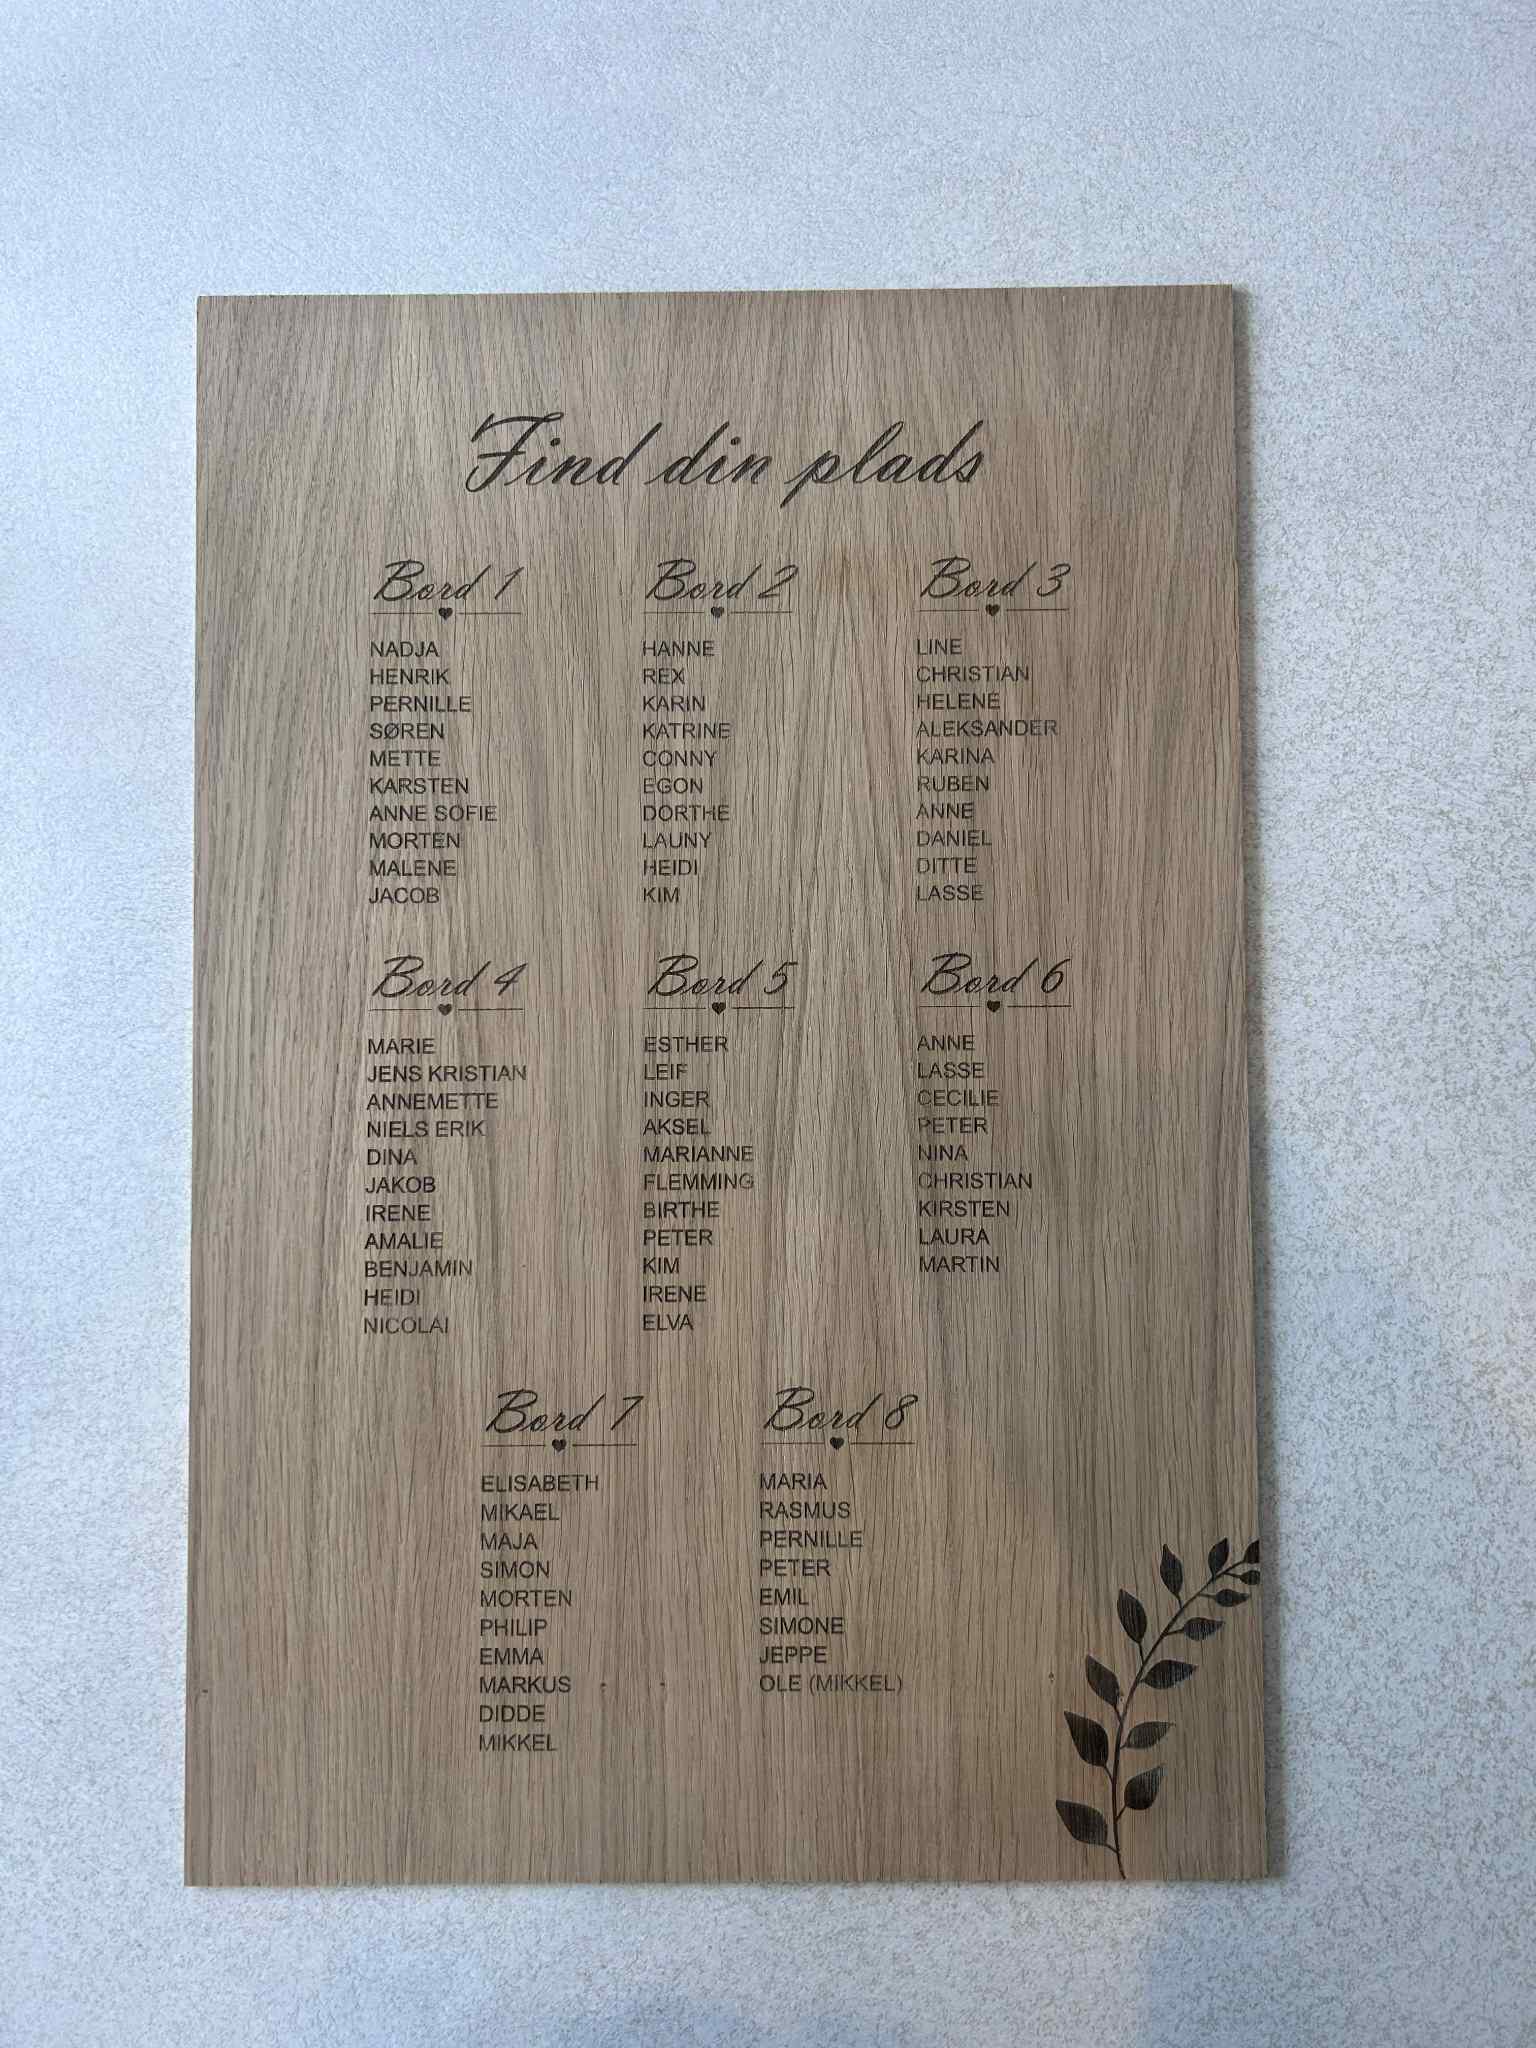 Find din plads
Bord 1
NADJA
HENRIK
PERNILLE
SØREN
METTE
KARSTEN
ANNE SOFIE
MORTEN
MALENE
JACOB
Bord 2
HANNE
REX
KARIN
KATRINE
CONNY
EGON
DORTHE
LAUNY
HEIDI
KIM
Bord 3
LINE
CHRISTIAN
HELENE
ALEKSANDER
KARINA
RUBEN
ANNE
DANIEL
DITTE
LASSE
Bord 4
MARIE
JENS KRISTIAN
ANNEMETTE
NIELS ERIK
DINA
JAKOB
IRENE
AMALIE
BENJAMIN
HEIDI
NICOLAI
Bord 5
ESTHER
LEIF
INGER
AKSEL
MARIANNE
FLEMMING
BIRTHE
PETER
KIM
IRENE
ELVA
Bord 6
ANNE
LASSE
CECILIE
PETER
NINA
CHRISTIAN
KIRSTEN
LAURA
MARTIN
Bord 7
ELISABETH
MIKAEL
MAJA
SIMON
MORTEN
PHILIP
EMMA
MARKUS
DIDDE
MIKKEL
Bord 8
MARIA
RASMUS
PERNILLE
PETER
EMIL
SIMONE
JEPPE
OLE (MIKKEL)